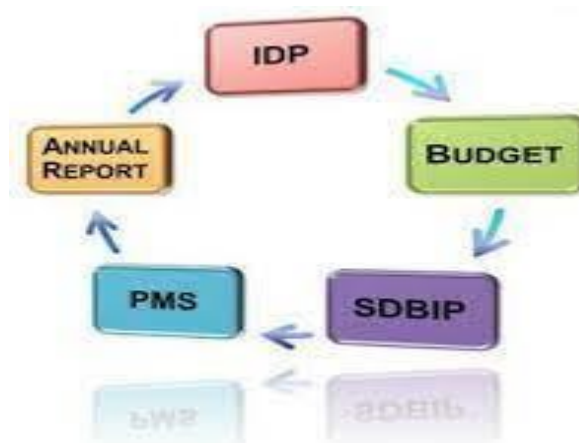 IDP
BUDGET
SDBIP
PMS
ANNUAL
REPORT